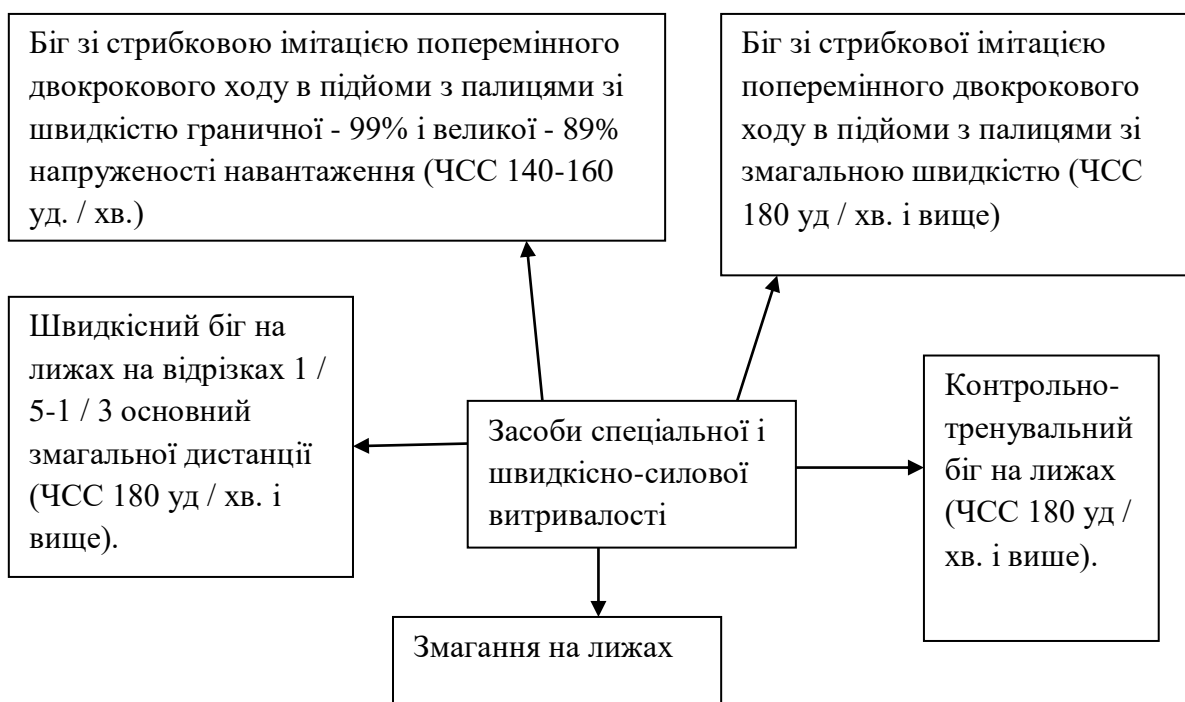 Біг зі стрибковою імітацією поперемінного
двокрокового ходу в підйоми з палицями зі
швидкістю граничної - 99% і великої - 89%
напруженості навантаження (ЧСС 140-160
уд. / хв.)
Біг зі стрибкової імітацією
поперемінного двокрокового
ходу в підйоми з палицями зі
змагальною швидкістю (ЧСС
180 уд / хв. і вище)
Швидкісний біг на
лижах на відрізках 1 /
5-1 / 3 основний
змагальної дистанції
(ЧСС 180 уд / хв. і
вище).
Засоби спеціальної і
швидкісно-силової
витривалості
Контрольно-
тренувальний
біг на лижах
(ЧСС 180 уд /
хв. і више).
Змагання на лижах